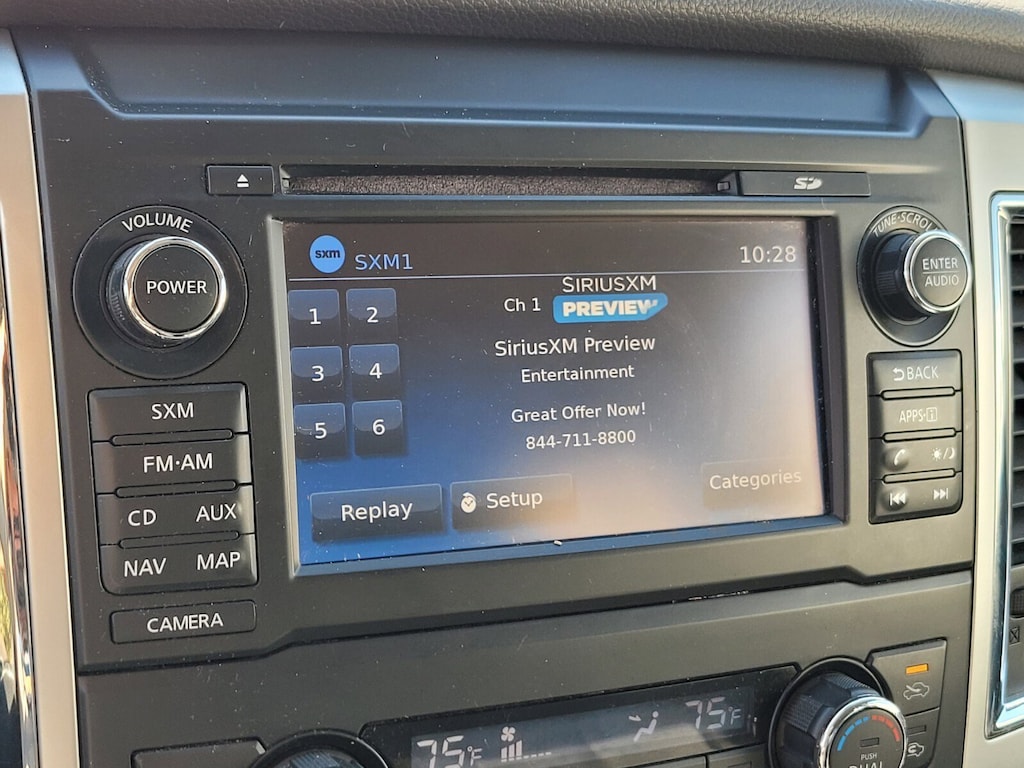 VOLUME
POWER
SD
TUNE·SCROLL
ENTER
AUDIO
sxm SXM1 10:28
SIRIUSXM
Ch 1 PREVIEW
SiriusXM Preview
Entertainment
Great Offer Now!
844-711-8800
1 2
3 4
5 6
Replay
Setup
Categories
SXM
FM·AM
CD AUX
NAV MAP
CAMERA
BACK
APPS·i
75°F
75°F
PUSH
DUAL